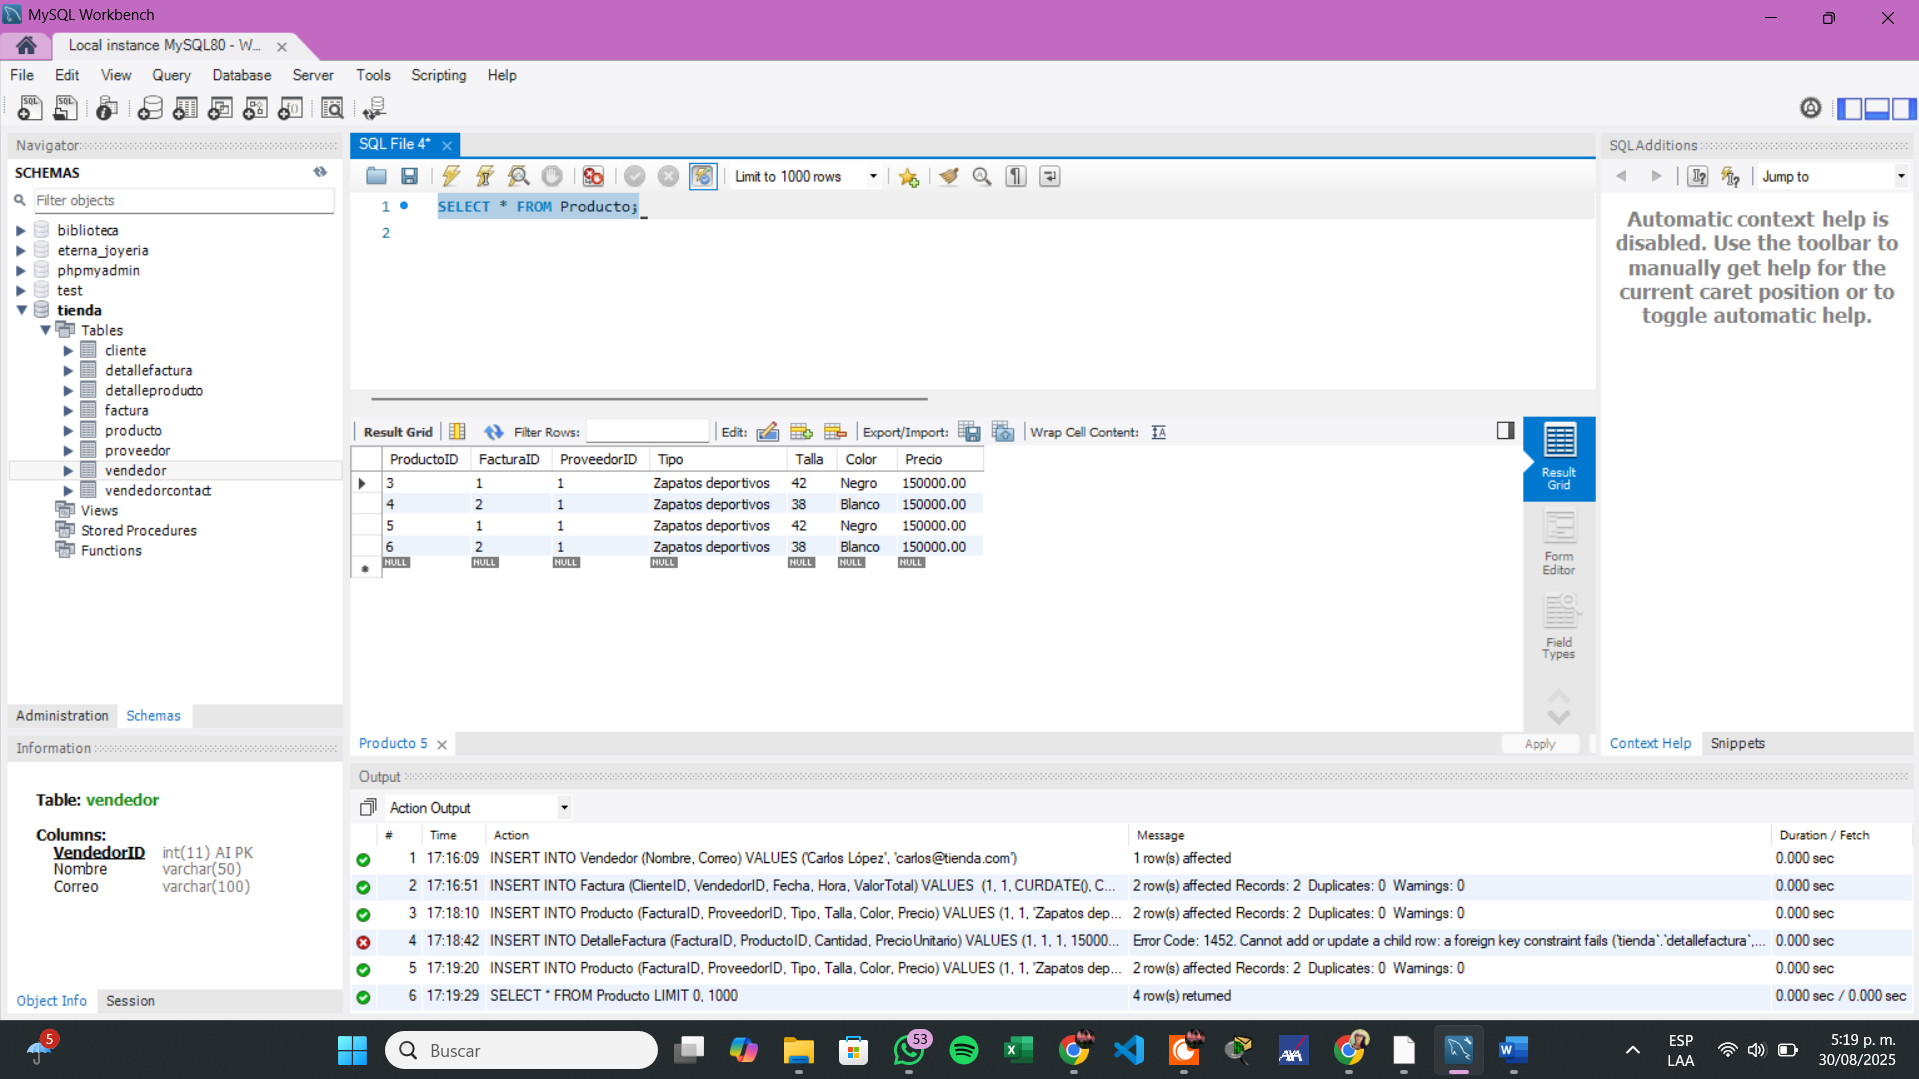 MySQL Workbench
Local instance MySQL80 - W...
File Edit View Query Database Server Tools Scripting Help
Navigator
SCHEMAS
Filter objects
biblioteca
eterna_joyeria
phpmyadmin
test
tienda
Tables
cliente
detallefactura
detalleproducto
factura
producto
proveedor
vendedor
vendedorcontact
Views
Stored Procedures
Functions
Administration Schemas
Information
Table: vendedor
Columns:
VendedorID int(11) AI PK
Nombre varchar(50)
Correo varchar(100)
Object Info Session
SQL File 4*
Limit to 1000 rows
1 SELECT * FROM Producto;
2
Result Grid Filter Rows: Edit: Export/Import: Wrap Cell Content:
ProductoID FacturaID ProveedorID Tipo Talla Color Precio
3 1 1 Zapatos deportivos 42 Negro 150000.00
4 2 1 Zapatos deportivos 38 Blanco 150000.00
5 1 1 Zapatos deportivos 42 Negro 150000.00
6 2 1 Zapatos deportivos 38 Blanco 150000.00
NULL NULL NULL NULL NULL NULL NULL
Result Grid
Form Editor
Field Types
Producto 5
Apply
SQLAdditions
Jump to
Automatic context help is
disabled. Use the toolbar to
manually get help for the
current caret position or to
toggle automatic help.
Context Help Snippets
Output
Action Output
# Time Action Message Duration / Fetch
1 17:16:09 INSERT INTO Vendedor (Nombre, Correo) VALUES ('Carlos López', 'carlos@tienda.com') 1 row(s) affected 0.000 sec
2 17:16:51 INSERT INTO Factura (ClienteID, VendedorID, Fecha, Hora, ValorTotal) VALUES (1, 1, CURDATE(), C... 2 row(s) affected Records: 2 Duplicates: 0 Warnings: 0 0.000 sec
3 17:18:10 INSERT INTO Producto (FacturaID, ProveedorID, Tipo, Talla, Color, Precio) VALUES (1, 1, 'Zapatos dep... 2 row(s) affected Records: 2 Duplicates: 0 Warnings: 0 0.000 sec
4 17:18:42 INSERT INTO DetalleFactura (FacturaID, ProductoID, Cantidad, PrecioUnitario) VALUES (1, 1, 1, 15000... Error Code: 1452. Cannot add or update a child row: a foreign key constraint fails (`tienda`.`detallefactura`,... 0.000 sec
5 17:19:20 INSERT INTO Producto (FacturaID, ProveedorID, Tipo, Talla, Color, Precio) VALUES (1, 1, 'Zapatos dep... 2 row(s) affected Records: 2 Duplicates: 0 Warnings: 0 0.000 sec
6 17:19:29 SELECT * FROM Producto LIMIT 0, 1000 4 row(s) returned 0.000 sec / 0.000 sec
5
Buscar
53
AXA
ESP
LAA
5:19 p. m.
30/08/2025